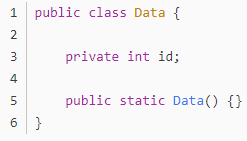 1 public class Data {
2
3     private int id;
4
5     public static Data() {}
6 }